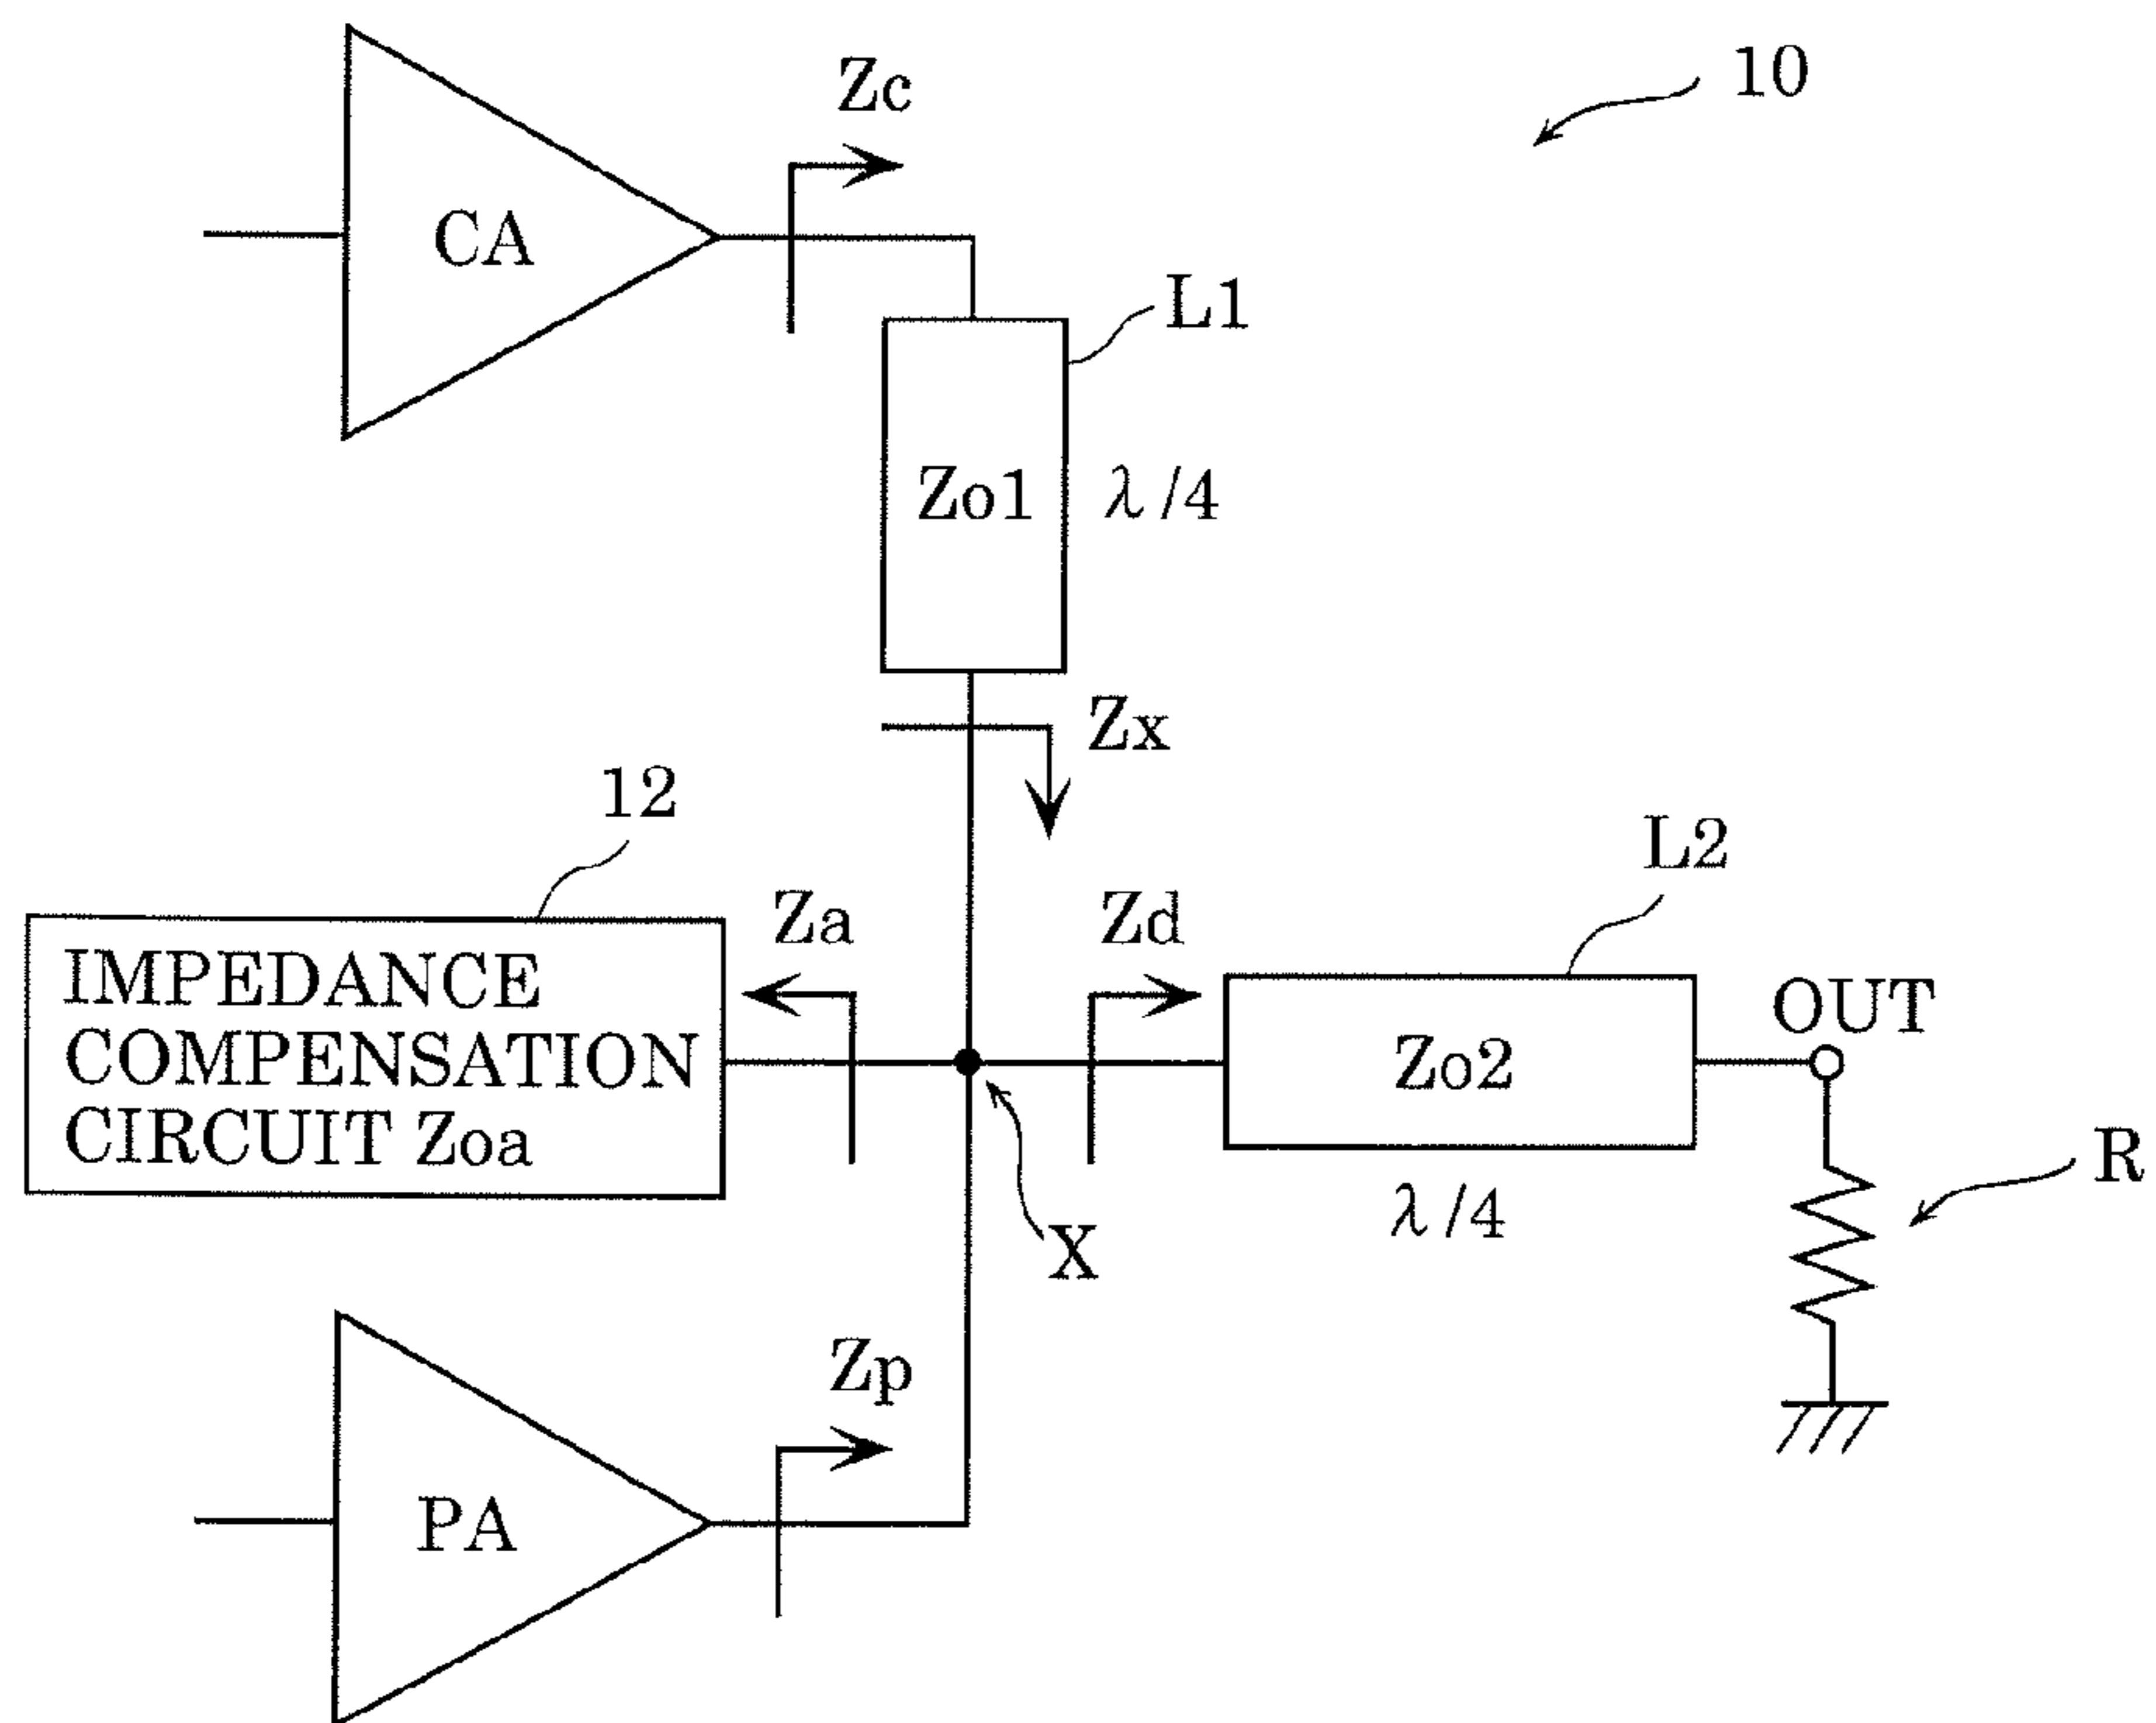 10
Zc
CA
L1
Zo1
λ/4
Zx
12
L2
Za
Zd
IMPEDANCE
COMPENSATION
CIRCUIT Zoa
OUT
Zo2
R
λ/4
X
Zp
PA